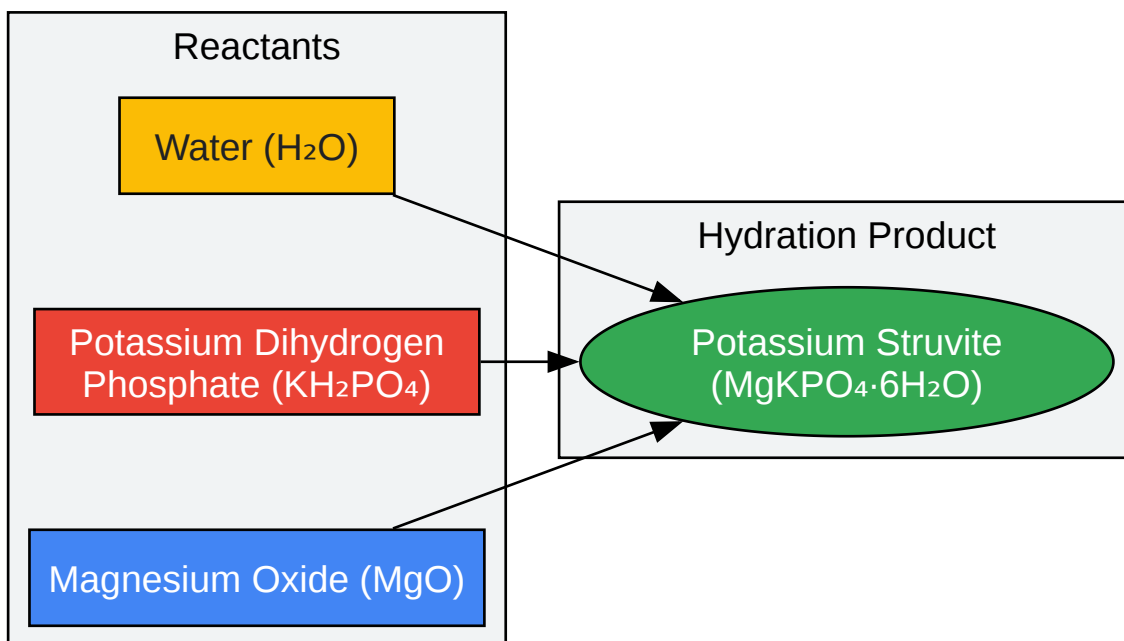 Reactants
Water (H₂O)
Potassium Dihydrogen
Phosphate (KH₂PO₄)
Magnesium Oxide (MgO)
Hydration Product
Potassium Struvite
(MgKPO₄·6H₂O)